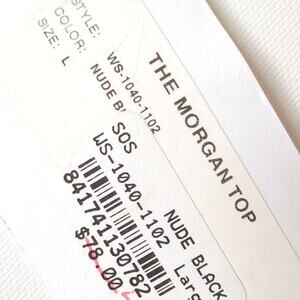 STYLE: WS-1040-1102
COLOR: NUDE B
SIZE: L
THE MORGAN TOP
SOS
WS-1040-1102
NUDE BLACK
841741130782
$78.00